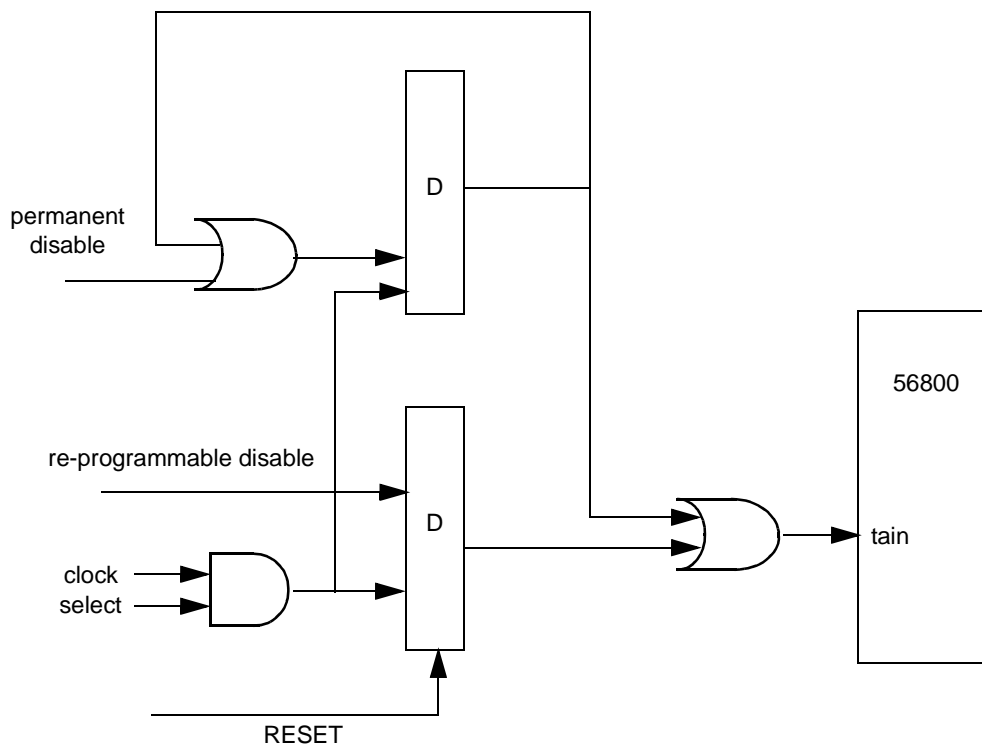 D
permanent
disable
56800
re-programmable disable
D
tain
clock
select
RESET